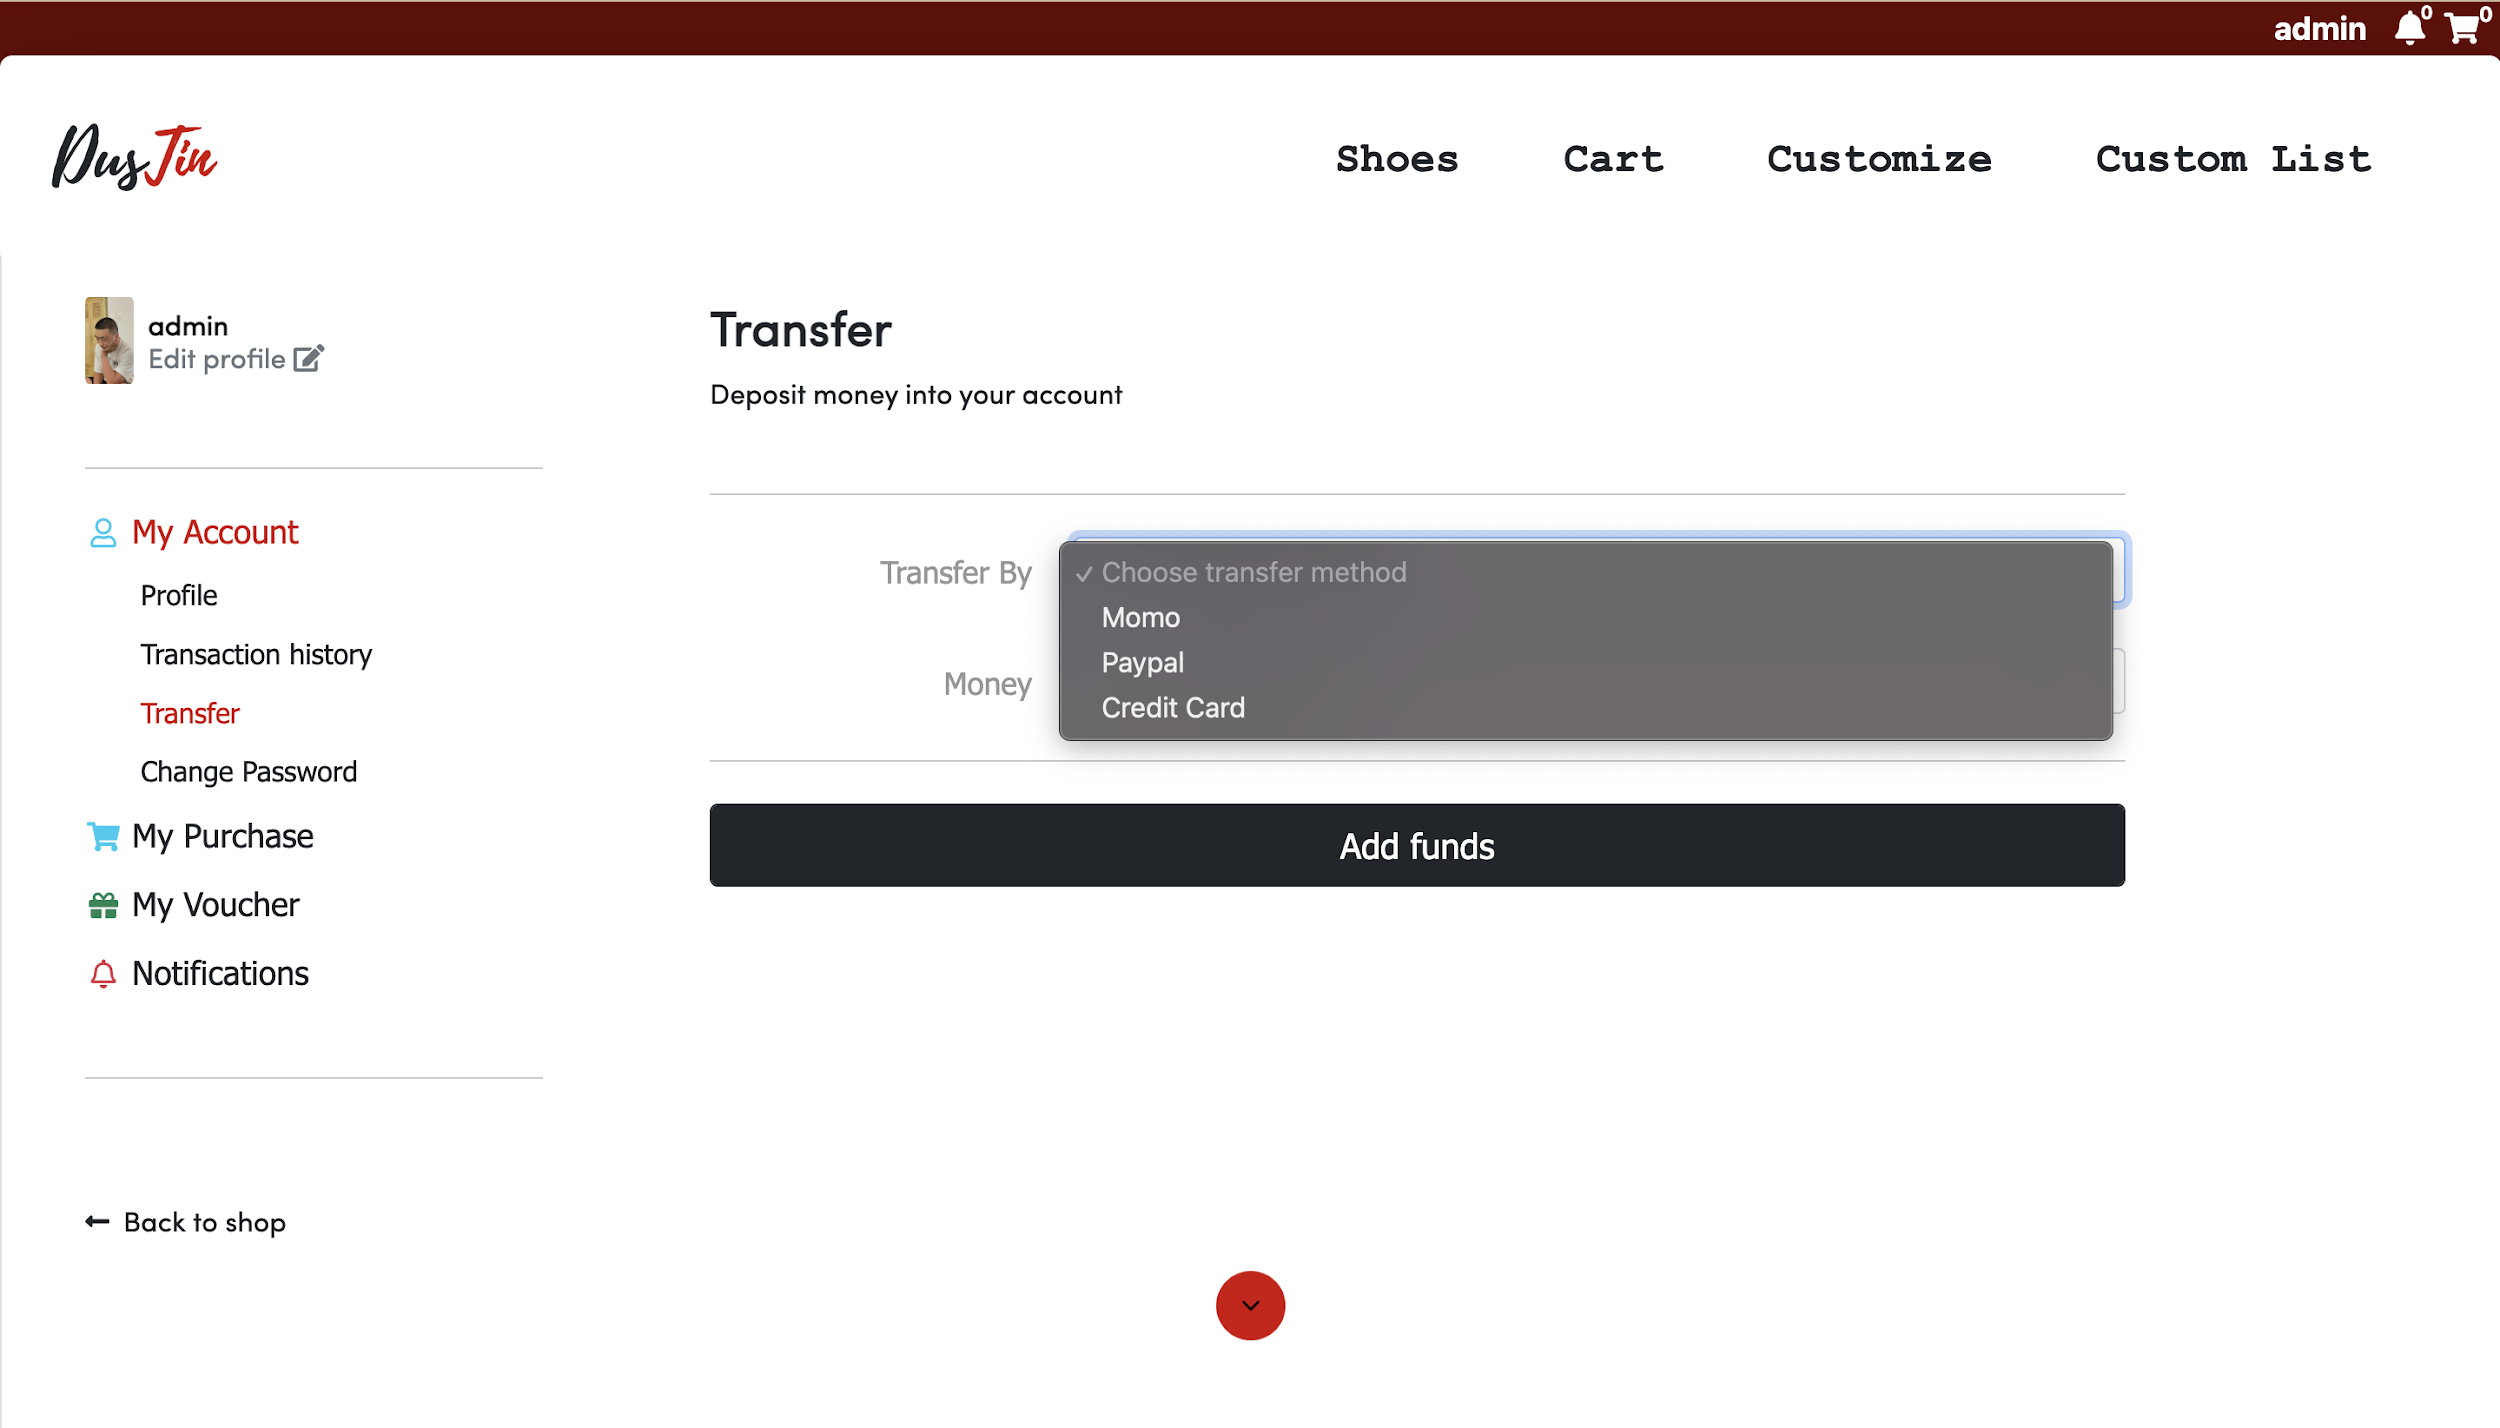 admin 0 0
DusTin
Shoes Cart Customize Custom List
admin
Edit profile
My Account
Profile
Transaction history
Transfer
Change Password
My Purchase
My Voucher
Notifications
Back to shop
Transfer
Deposit money into your account
Transfer By
Choose transfer method
Momo
Paypal
Credit Card
Money
Add funds